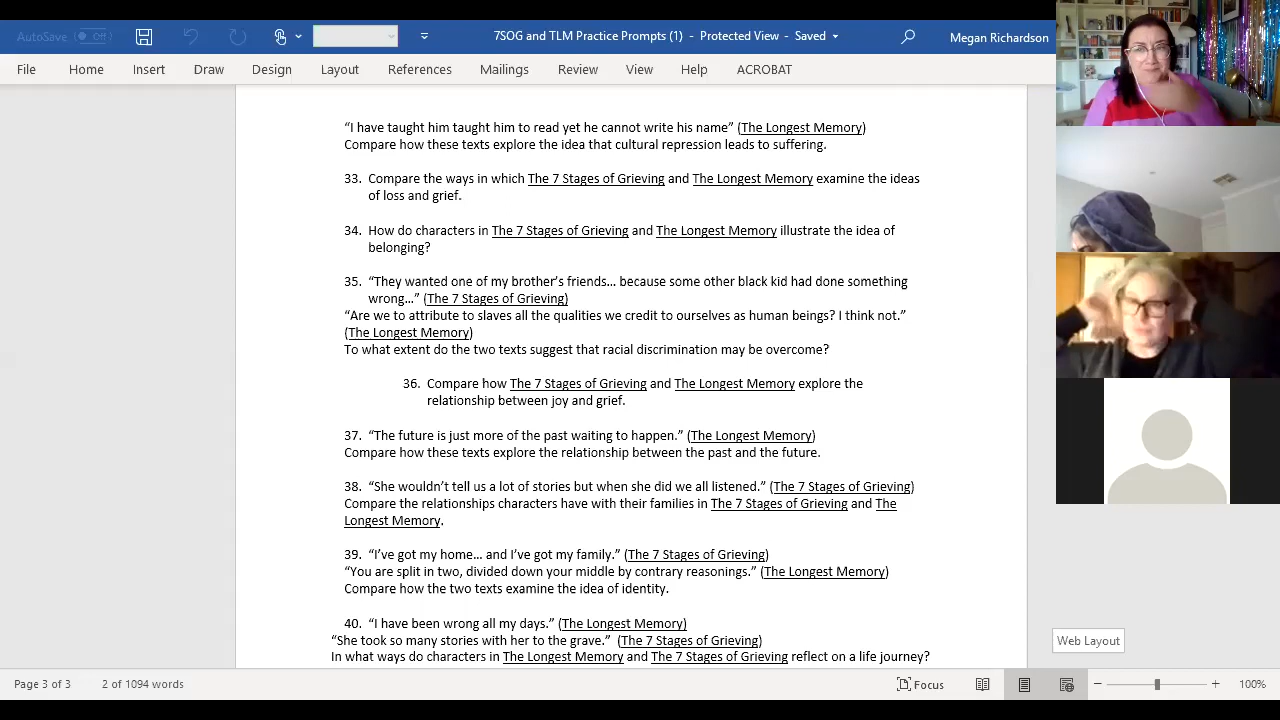 AutoSave Off
7SOG and TLM Practice Prompts (1) - Protected View - Saved
Megan Richardson
File Home Insert Draw Design Layout References Mailings Review View Help ACROBAT
“I have taught him taught him to read yet he cannot write his name” (The Longest Memory)
Compare how these texts explore the idea that cultural repression leads to suffering.
33. Compare the ways in which The 7 Stages of Grieving and The Longest Memory examine the ideas
of loss and grief.
34. How do characters in The 7 Stages of Grieving and The Longest Memory illustrate the idea of
belonging?
35. “They wanted one of my brother’s friends… because some other black kid had done something
wrong…” (The 7 Stages of Grieving)
“Are we to attribute to slaves all the qualities we credit to ourselves as human beings? I think not.”
(The Longest Memory)
To what extent do the two texts suggest that racial discrimination may be overcome?
36. Compare how The 7 Stages of Grieving and The Longest Memory explore the
relationship between joy and grief.
37. “The future is just more of the past waiting to happen.” (The Longest Memory)
Compare how these texts explore the relationship between the past and the future.
38. “She wouldn’t tell us a lot of stories but when she did we all listened.” (The 7 Stages of Grieving)
Compare the relationships characters have with their families in The 7 Stages of Grieving and The
Longest Memory.
39. “I’ve got my home… and I’ve got my family.” (The 7 Stages of Grieving)
“You are split in two, divided down your middle by contrary reasonings.” (The Longest Memory)
Compare how the two texts examine the idea of identity.
40. “I have been wrong all my days.” (The Longest Memory)
“She took so many stories with her to the grave.” (The 7 Stages of Grieving)
In what ways do characters in The Longest Memory and The 7 Stages of Grieving reflect on a life journey?
Web Layout
Page 3 of 3 2 of 1094 words Focus 100%